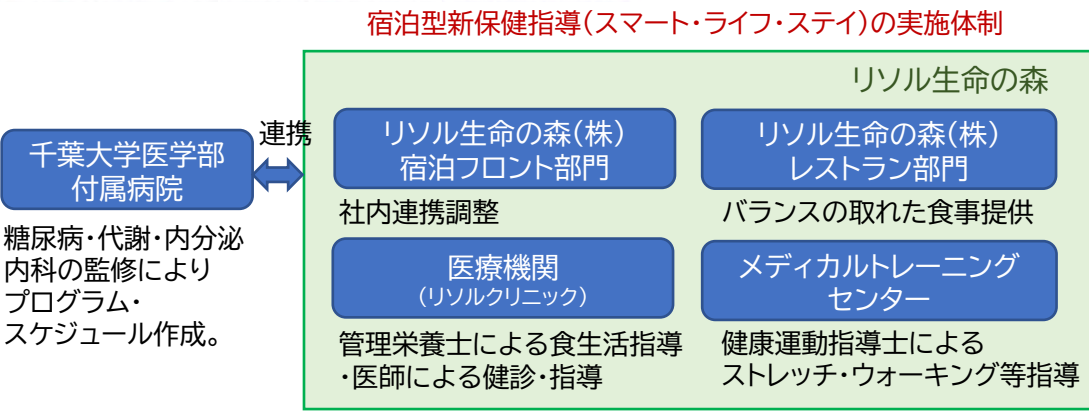 宿泊型新保健指導(スマート・ライフ・ステイ)の実施体制
リソル生命の森
千葉大学医学部
付属病院
連携
糖尿病・代謝・内分泌
内科の監修により
プログラム・
スケジュール作成。
リソル生命の森(株)
宿泊フロント部門
社内連携調整
リソル生命の森(株)
レストラン部門
バランスの取れた食事提供
医療機関
(リソルクリニック)
管理栄養士による食生活指導
・医師による健診・指導
メディカルトレーニング
センター
健康運動指導士による
ストレッチ・ウォーキング等指導